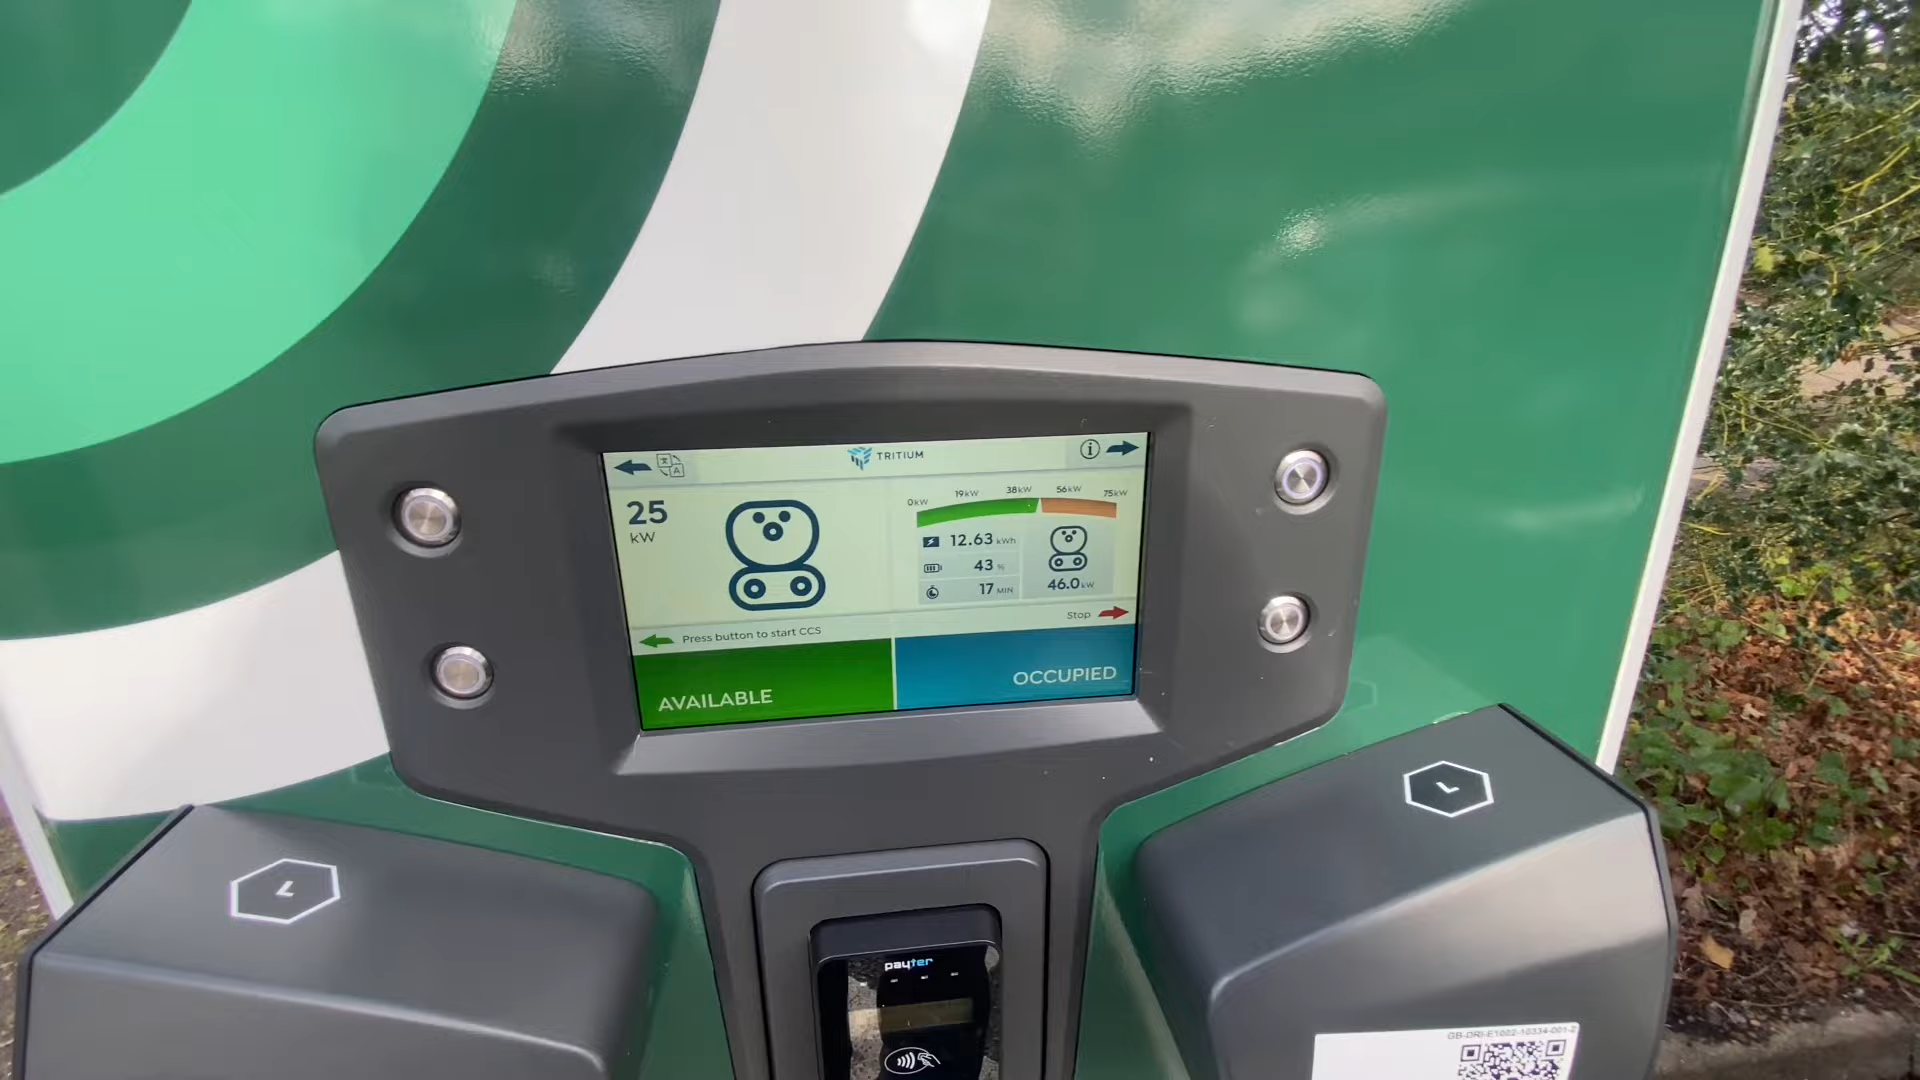 TRITIUM
25
kW
0kW 19kW 38kW 56kW 75kW
12.63 kWh
43 %
17 MIN
46.0 kW
Stop
Press button to start CCS
AVAILABLE
OCCUPIED
payter
GB-DRI-E1002-10334-001-2